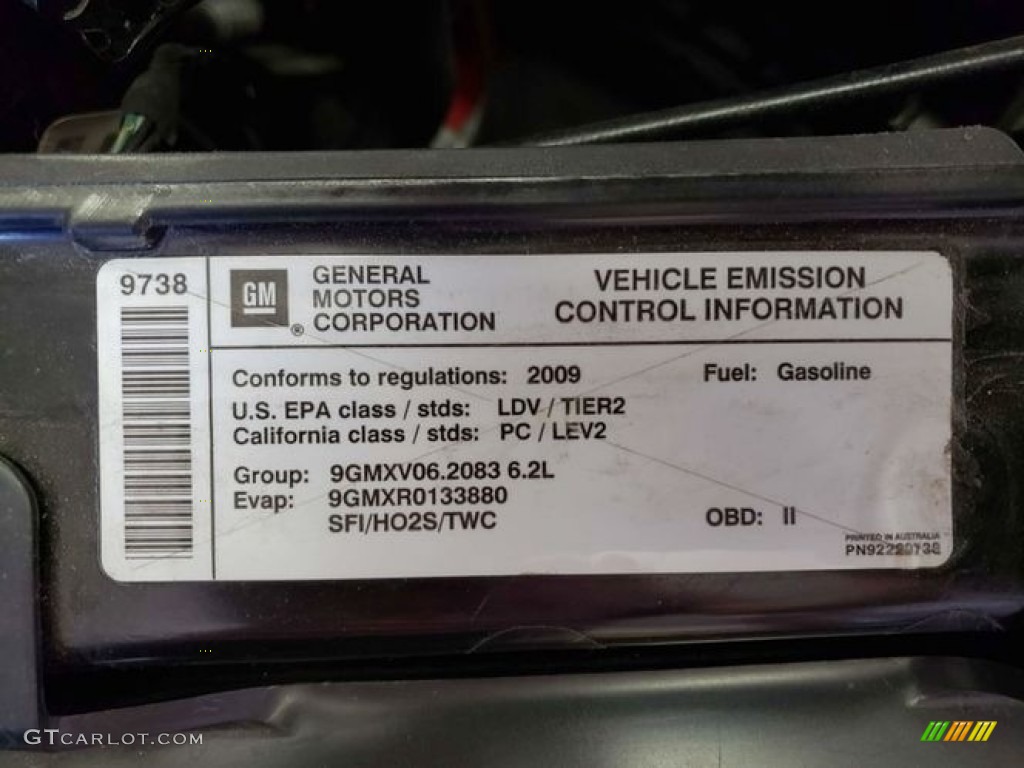 9738
GM
®
GENERAL
MOTORS
CORPORATION
VEHICLE EMISSION
CONTROL INFORMATION
Conforms to regulations: 2009
Fuel: Gasoline
U.S. EPA class / stds: LDV / TIER2
California class / stds: PC / LEV2
Group: 9GMXV06.2083 6.2L
Evap: 9GMXR0133880
SFI/HO2S/TWC
OBD: II
PRINTED IN AUSTRALIA
GTCARLOT.COM